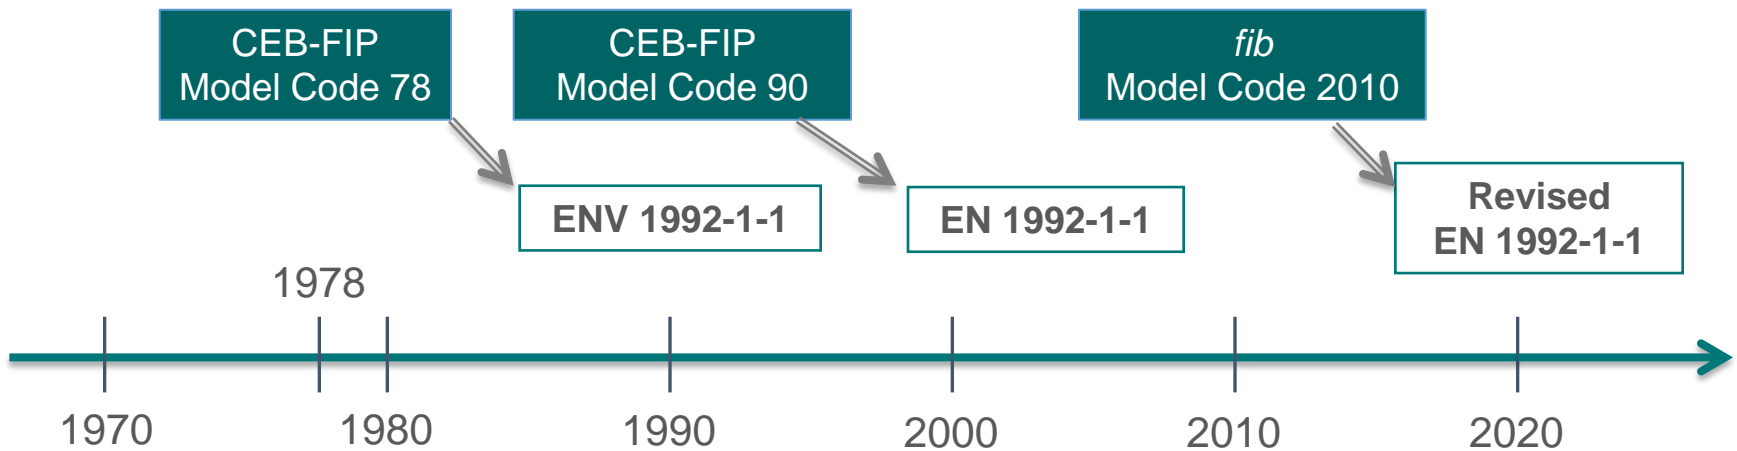 CEB-FIP
Model Code 78
CEB-FIP
Model Code 90
fib
Model Code 2010
ENV 1992-1-1
EN 1992-1-1
Revised
EN 1992-1-1
1978
1970
1980
1990
2000
2010
2020